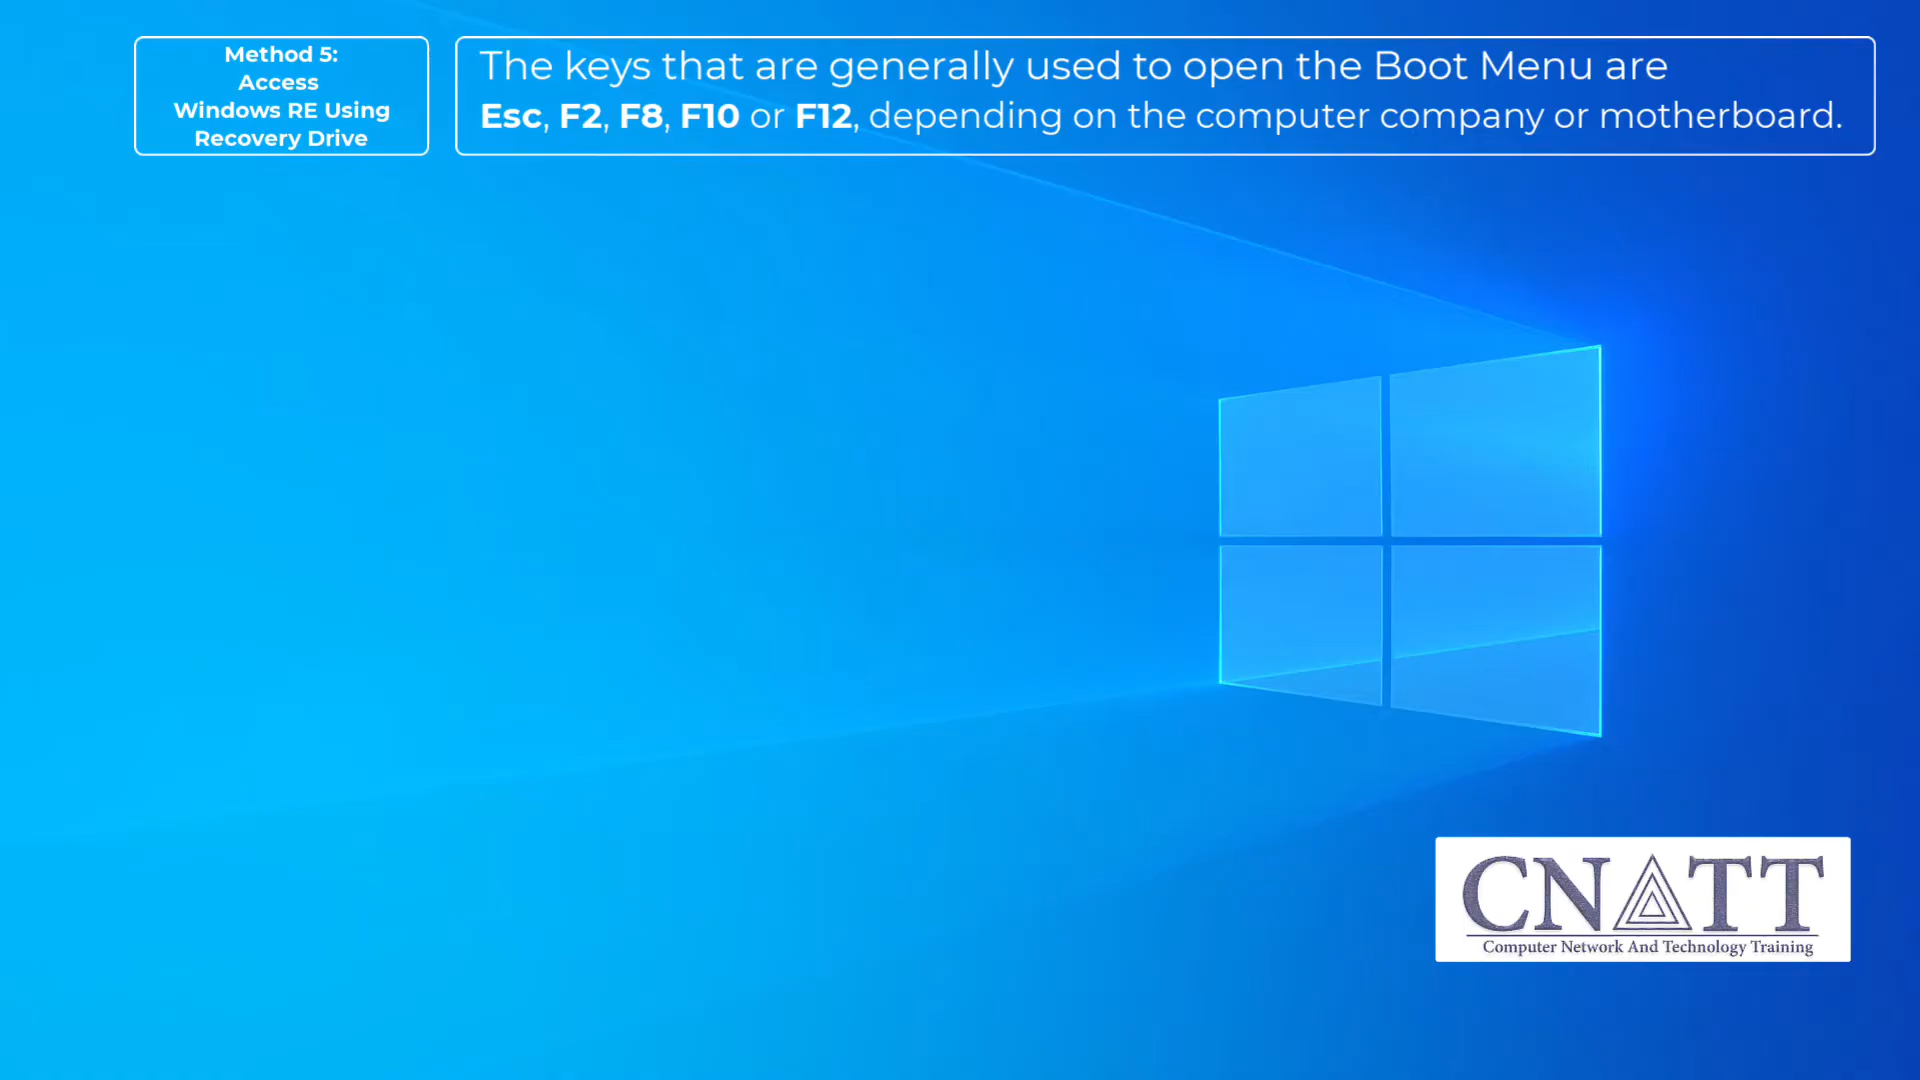 Method 5:
Access
Windows RE Using
Recovery Drive
The keys that are generally used to open the Boot Menu are
Esc, F2, F8, F10 or F12, depending on the computer company or motherboard.
CNATT
Computer Network And Technology Training